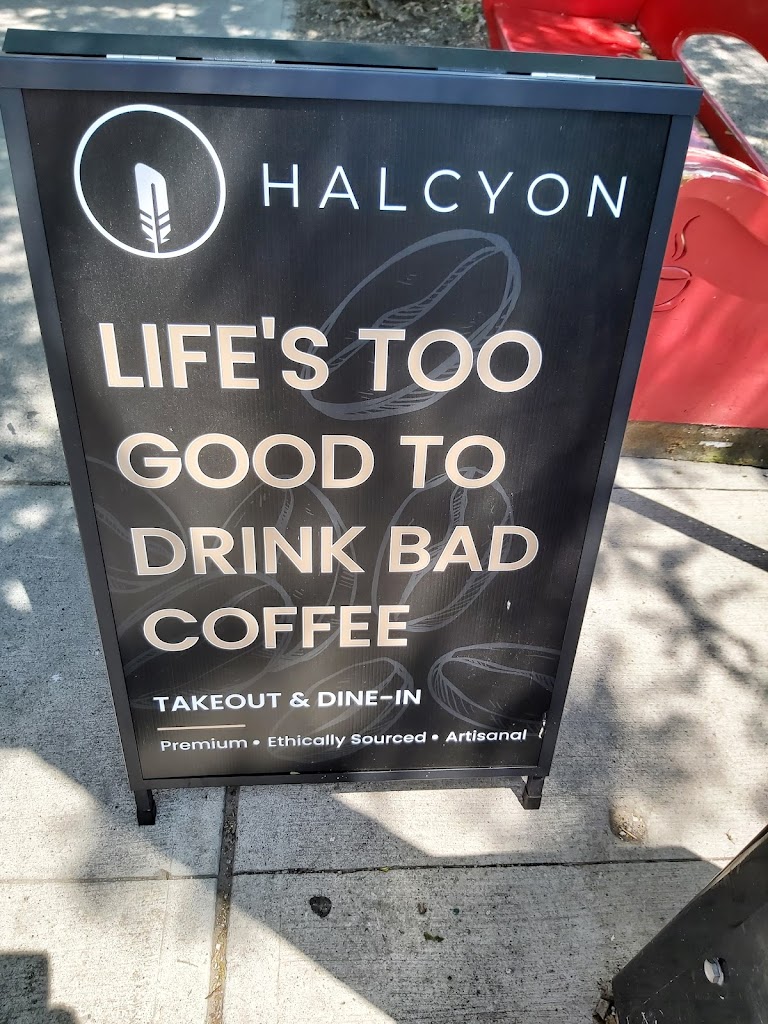 HALCYON
LIFE'S TOO
GOOD TO
DRINK BAD
COFFEE
TAKEOUT & DINE-IN
Premium • Ethically Sourced • Artisanal